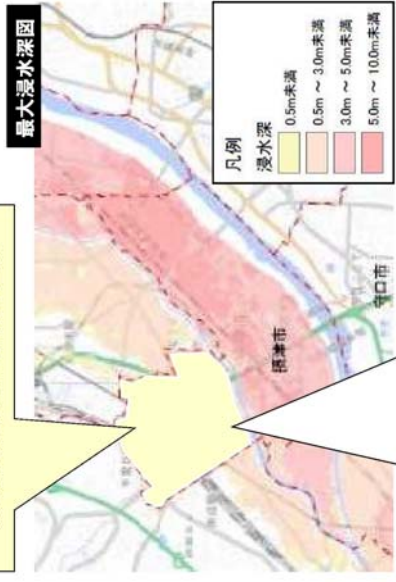 最大浸水深図
凡例
浸水深
0.5m未満
0.5m ～ 3.0m未満
3.0m ～ 5.0m未満
5.0m ～ 10.0m未満
摂津市
守口市